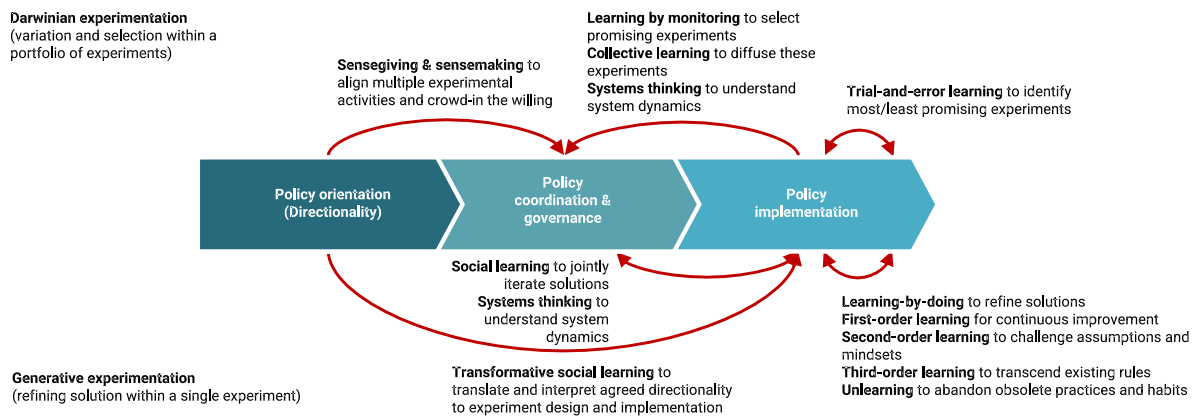 Darwinian experimentation
(variation and selection within a
portfolio of experiments)
Sensegiving & sensemaking to
align multiple experimental
activities and crowd-in the willing
Learning by monitoring to select
promising experiments
Collective learning to diffuse these
experiments
Systems thinking to understand
system dynamics
Trial-and-error learning to identify
most/least promising experiments
Policy orientation
(Directionality)
Policy
coordination &
governance
Policy
implementation
Social learning to jointly
iterate solutions
Systems thinking to
understand system
dynamics
Learning-by-doing to refine solutions
First-order learning for continuous improvement
Second-order learning to challenge assumptions and
mindsets
Third-order learning to transcend existing rules
Unlearning to abandon obsolete practices and habits
Generative experimentation
(refining solution within a single experiment)
Transformative social learning to
translate and interpret agreed directionality
to experiment design and implementation